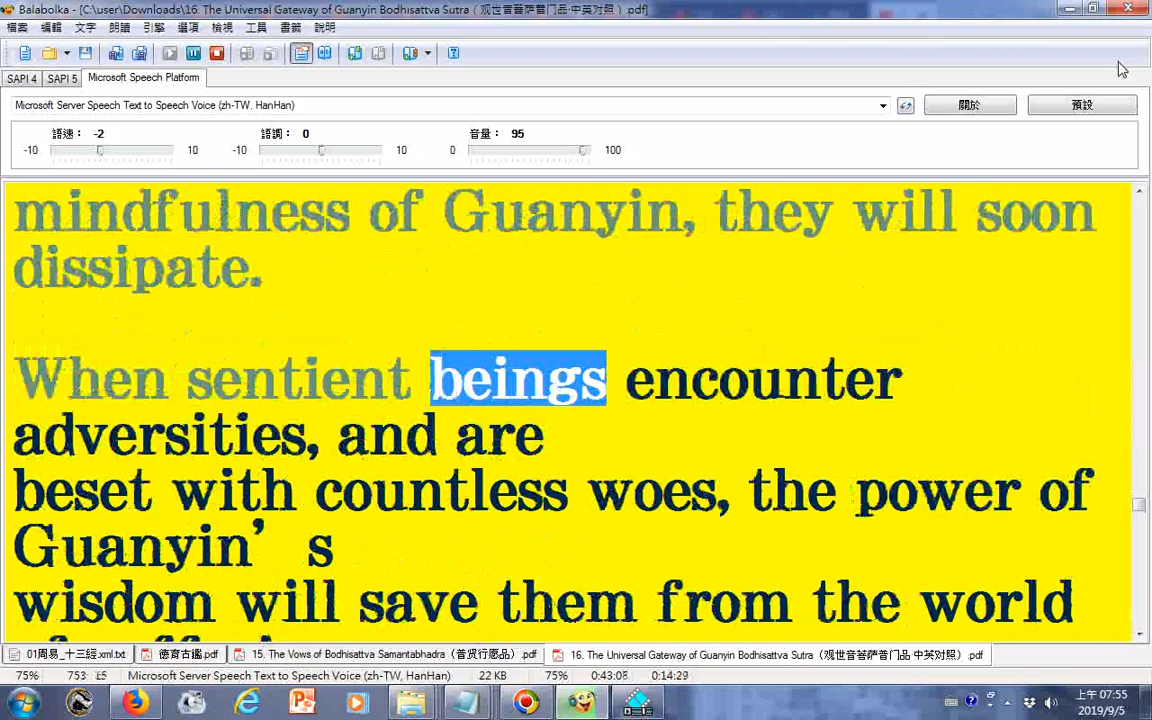 Balabolka - [C:\user\Downloads\16. The Universal Gateway of Guanyin Bodhisattva Sutra（观世音菩萨普门品-中英对照）.pdf]
檔案 編輯 文字 朗讀 引擎 選項 檢視 工具 書籤 說明
SAPI 4 SAPI 5 Microsoft Speech Platform
Microsoft Server Speech Text to Speech Voice (zh-TW, HanHan) 關於 預設
語速： -2 語調： 0 音量： 95
-10 10 -10 10 0 100
mindfulness of Guanyin, they will soon
dissipate.
When sentient beings encounter
adversities, and are
beset with countless woes, the power of
Guanyin’ s
wisdom will save them from the world
01周易_十三經.xml.txt 德育古鑑.pdf 15. The Vows of Bodhisattva Samantabhadra（普贤行愿品）.pdf 16. The Universal Gateway of Guanyin Bodhisattva Sutra（观世音菩萨普门品-中英对照）.pdf
75% 753: 15 Microsoft Server Speech Text to Speech Voice (zh-TW, HanHan) 22 KB 75% 0:43:05 0:14:29
上午 07:55
2019/9/5